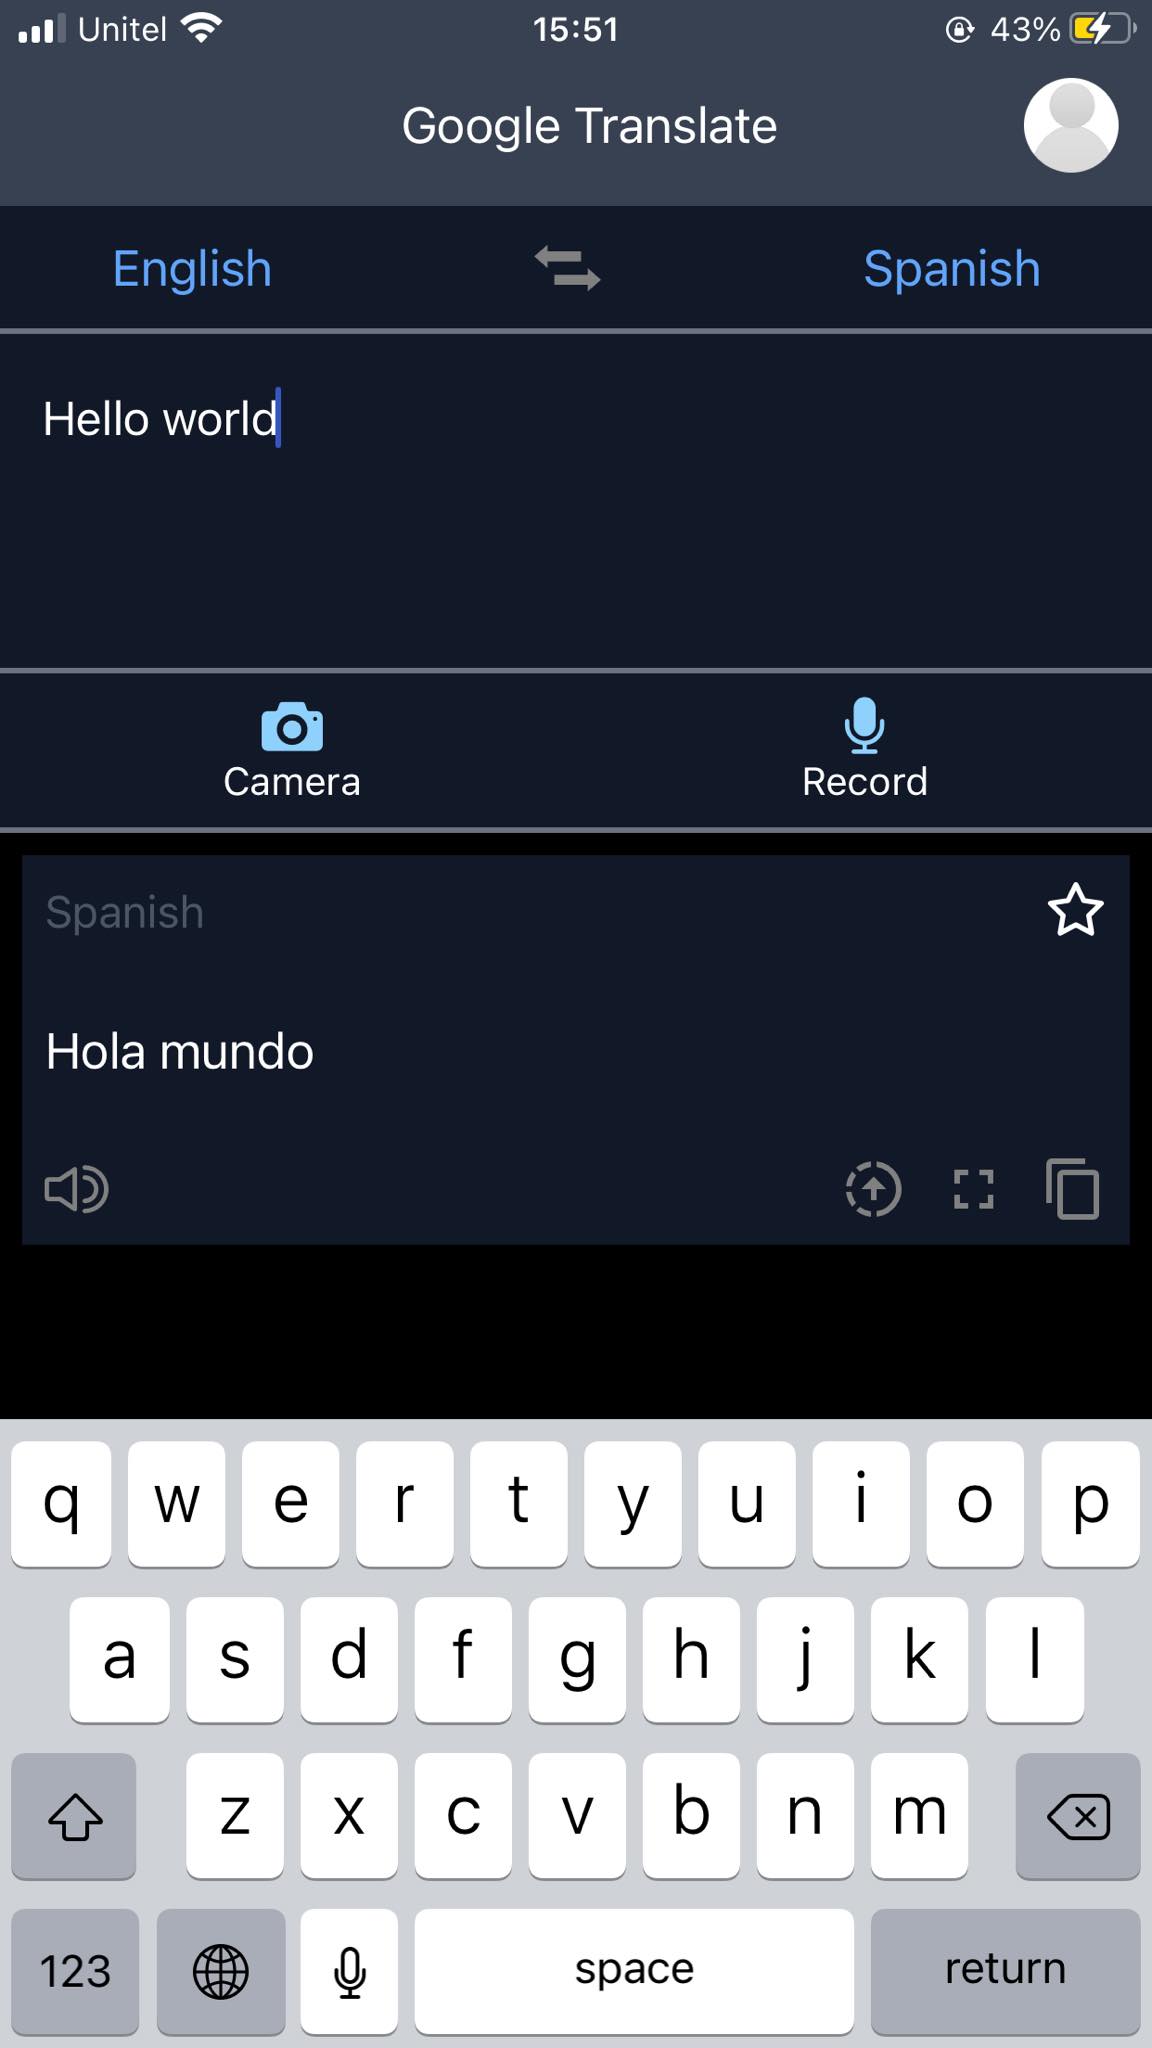 Unitel 15:51 43%
Google Translate
English Spanish
Hello world
Camera Record
Spanish
Hola mundo
q w e r t y u i o p
a s d f g h j k l
z x c v b n m
123 space return